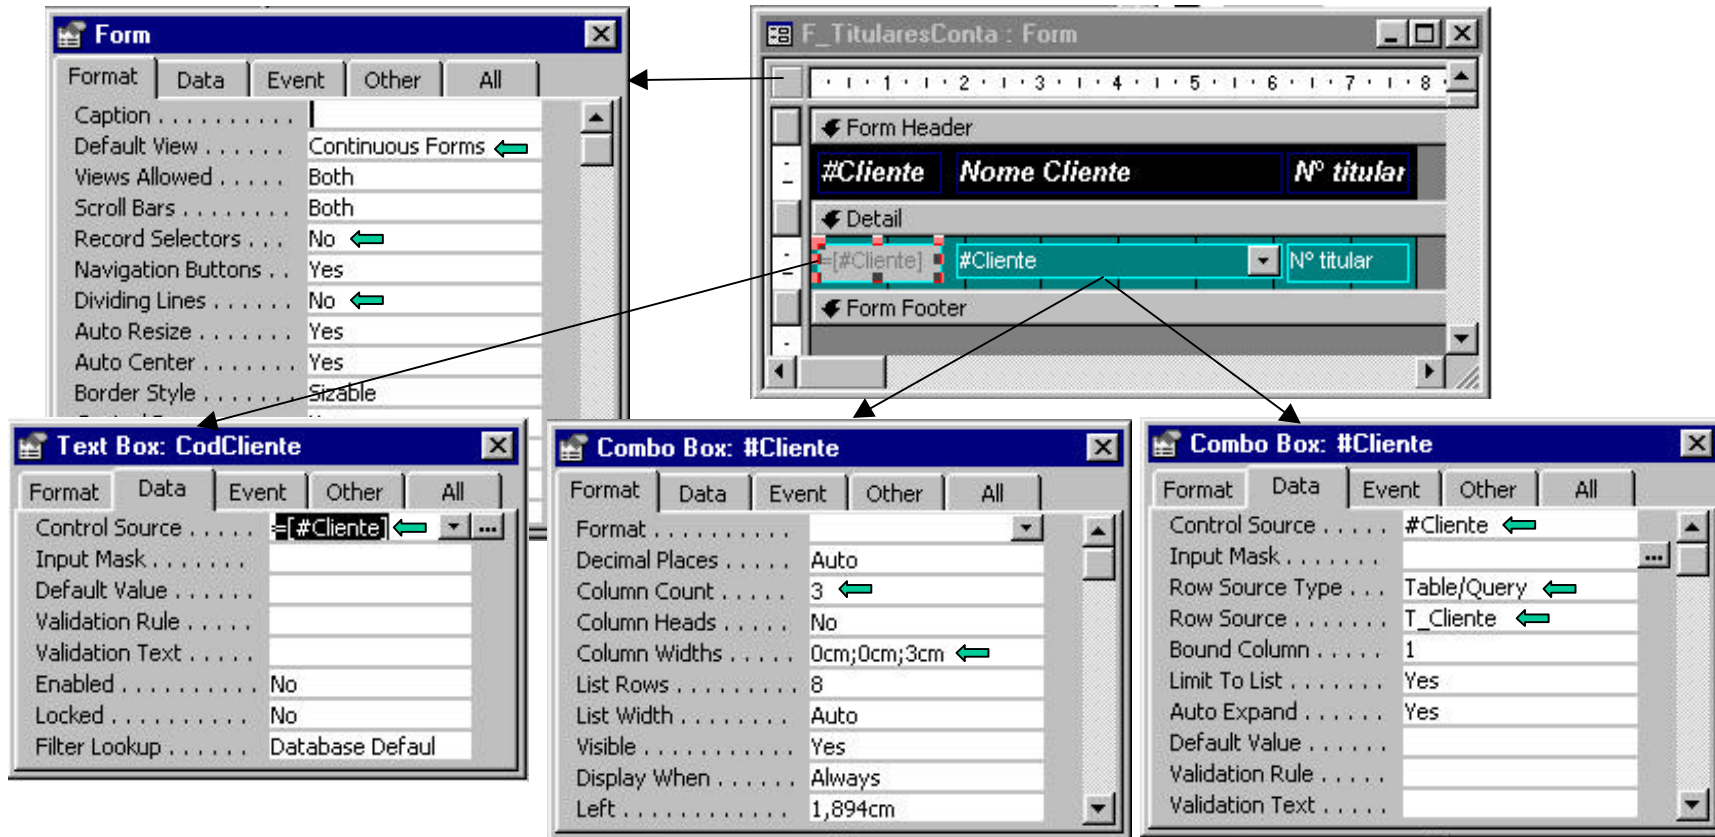 Form
Format Data Event Other All
Caption . . . . . . . . . .
Default View . . . . . . Continuous Forms
Views Allowed . . . . . Both
Scroll Bars . . . . . . . . Both
Record Selectors . . . No
Navigation Buttons . . Yes
Dividing Lines . . . . . . No
Auto Resize . . . . . . . Yes
Auto Center . . . . . . . Yes
Border Style . . . . . . . Sizable
F_TitularesConta : Form
1 2 3 4 5 6 7 8
Form Header
#Cliente Nome Cliente Nº titular
Detail
=[#Cliente] #Cliente Nº titular
Form Footer
Text Box: CodCliente
Format Data Event Other All
Control Source . . . . . =[#Cliente]
Input Mask . . . . . . .
Default Value . . . . . .
Validation Rule . . . . .
Validation Text . . . . .
Enabled . . . . . . . . . . No
Locked . . . . . . . . . . No
Filter Lookup . . . . . . Database Defaul
Combo Box: #Cliente
Format Data Event Other All
Format . . . . . . . . . .
Decimal Places . . . . . Auto
Column Count . . . . . 3
Column Heads . . . . . No
Column Widths . . . . . 0cm;0cm;3cm
List Rows . . . . . . . . . 8
List Width . . . . . . . . Auto
Visible . . . . . . . . . . . Yes
Display When . . . . . . Always
Left . . . . . . . . . . . . 1,894cm
Combo Box: #Cliente
Format Data Event Other All
Control Source . . . . . #Cliente
Input Mask . . . . . . .
Row Source Type . . . Table/Query
Row Source . . . . . . . T_Cliente
Bound Column . . . . . 1
Limit To List . . . . . . . Yes
Auto Expand . . . . . . Yes
Default Value . . . . . .
Validation Rule . . . . .
Validation Text . . . . .